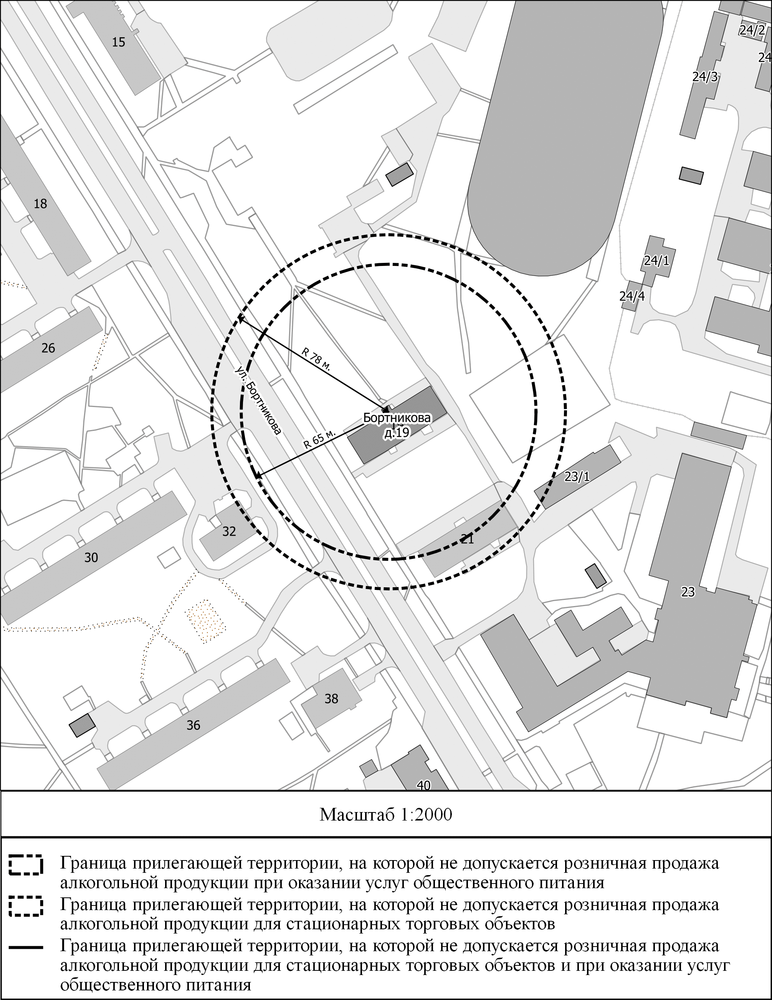 15
24/2
24
24/3
18
24/1
24/4
26
R 78 м.
ул. Бортникова
Бортникова
д.19
R 65 м.
23/1
32
21
30
23
38
36
40
Масштаб 1:2000
Граница прилегающей территории, на которой не допускается розничная продажа
алкогольной продукции при оказании услуг общественного питания
Граница прилегающей территории, на которой не допускается розничная продажа
алкогольной продукции для стационарных торговых объектов
Граница прилегающей территории, на которой не допускается розничная продажа
алкогольной продукции для стационарных торговых объектов и при оказании услуг
общественного питания